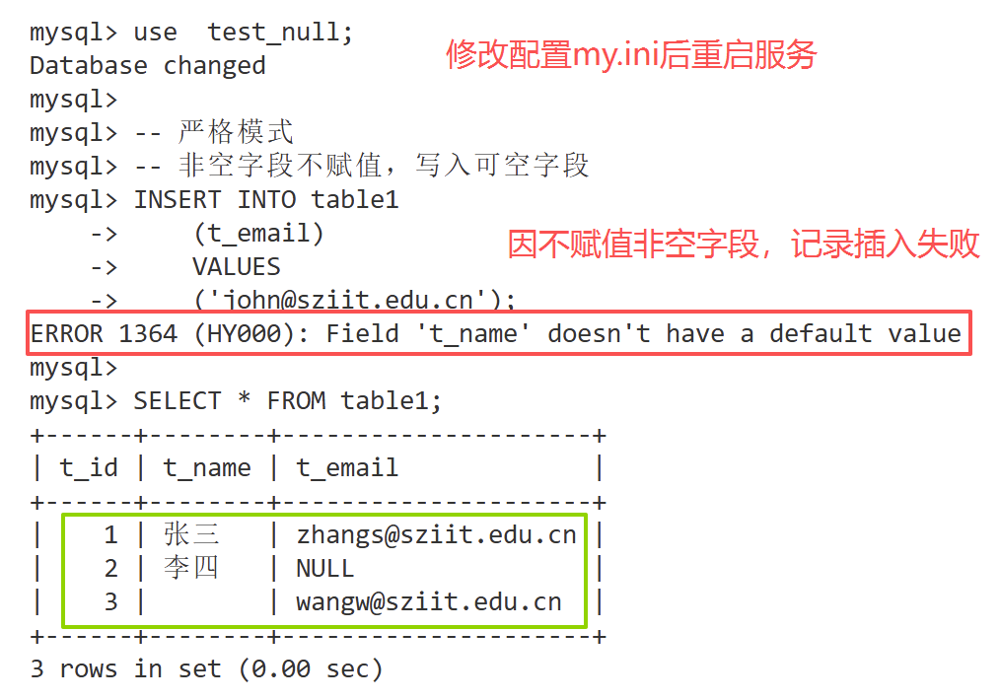 mysql> use  test_null;
修改配置my.ini后重启服务
Database changed
mysql>
mysql> -- 严格模式
mysql> -- 非空字段不赋值，写入可空字段
mysql> INSERT INTO table1
    ->     (t_email)
因不赋值非空字段，记录插入失败
    ->     VALUES
    ->     ('john@sziit.edu.cn');
ERROR 1364 (HY000): Field 't_name' doesn't have a default value
mysql>
mysql> SELECT * FROM table1;
+------+--------+---------------------+
| t_id | t_name | t_email             |
+------+--------+---------------------+
|    1 | 张三   | zhangs@sziit.edu.cn |
|    2 | 李四   | NULL                |
|    3 |        | wangw@sziit.edu.cn  |
+------+--------+---------------------+
3 rows in set (0.00 sec)